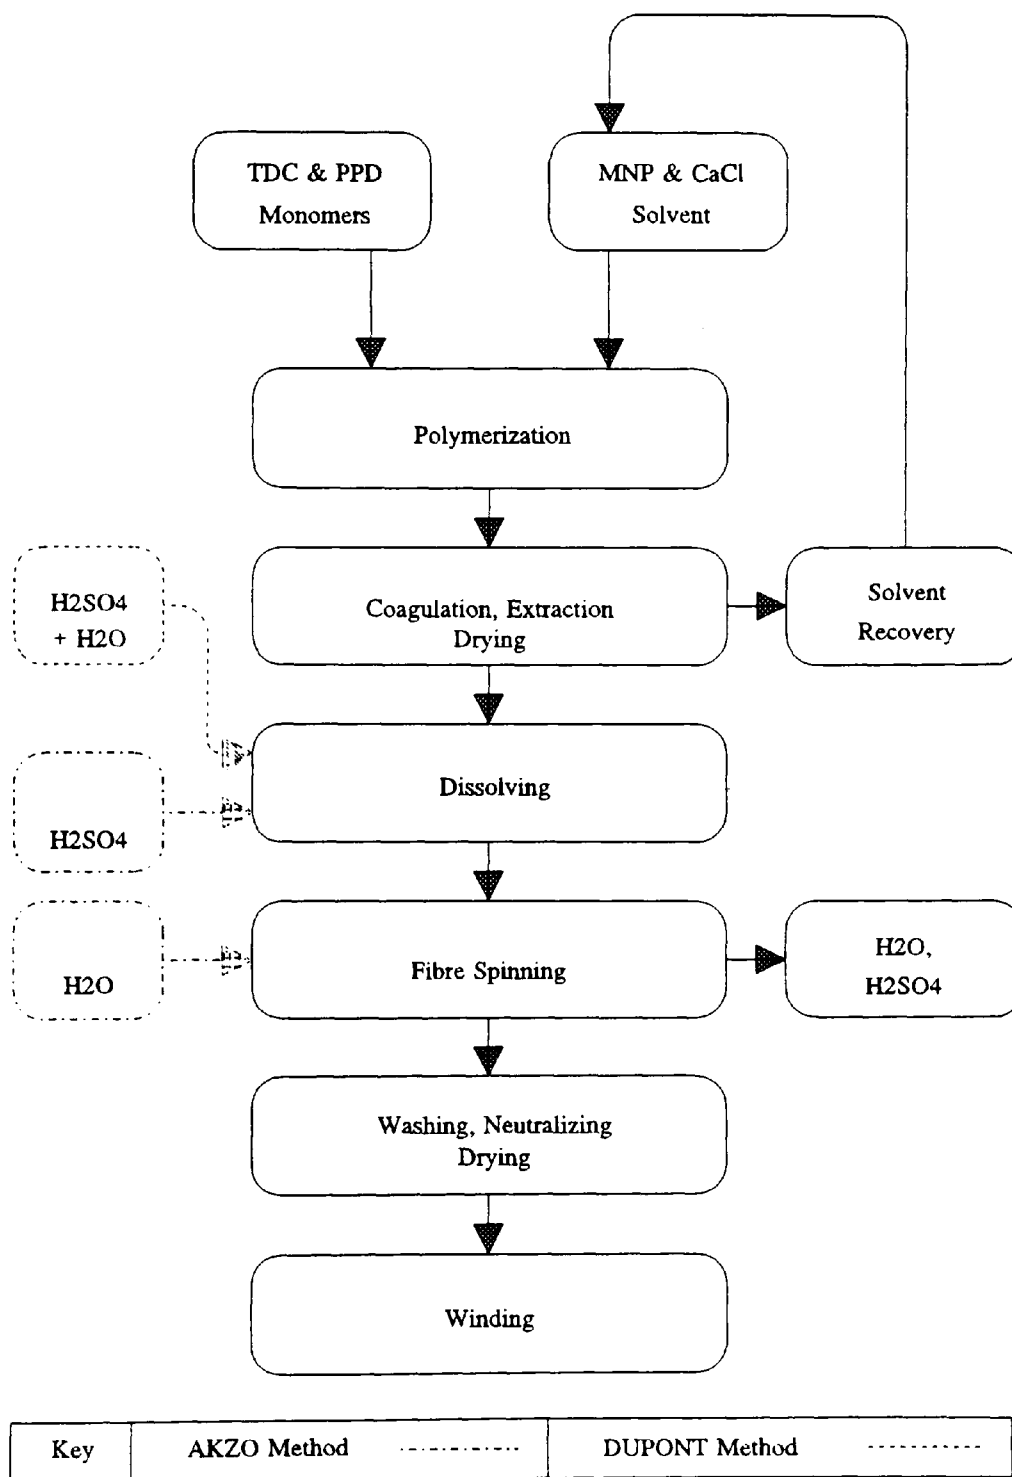 TDC & PPD
Monomers
MNP & CaCl
Solvent
Polymerization
H2SO4
+ H2O
Coagulation, Extraction
Drying
Solvent
Recovery
Dissolving
H2SO4
H2O
Fibre Spinning
H2O,
H2SO4
Washing, Neutralizing
Drying
Winding
Key
AKZO Method
DUPONT Method